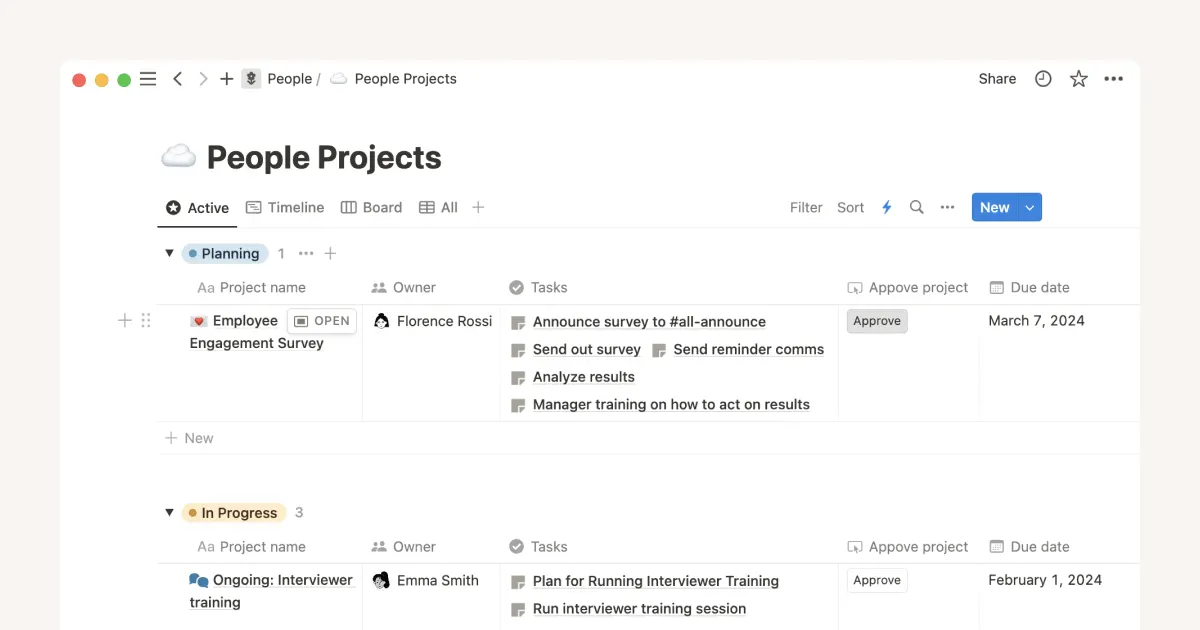 People / People Projects Share
People Projects
Active Timeline Board All Filter Sort New
Planning 1
Aa Project name Owner Tasks Appove project Due date
Employee OPEN Florence Rossi Announce survey to #all-announce Approve March 7, 2024
Engagement Survey Send out survey Send reminder comms
Analyze results
Manager training on how to act on results
New
In Progress 3
Aa Project name Owner Tasks Appove project Due date
Ongoing: Interviewer Emma Smith Plan for Running Interviewer Training Approve February 1, 2024
training Run interviewer training session